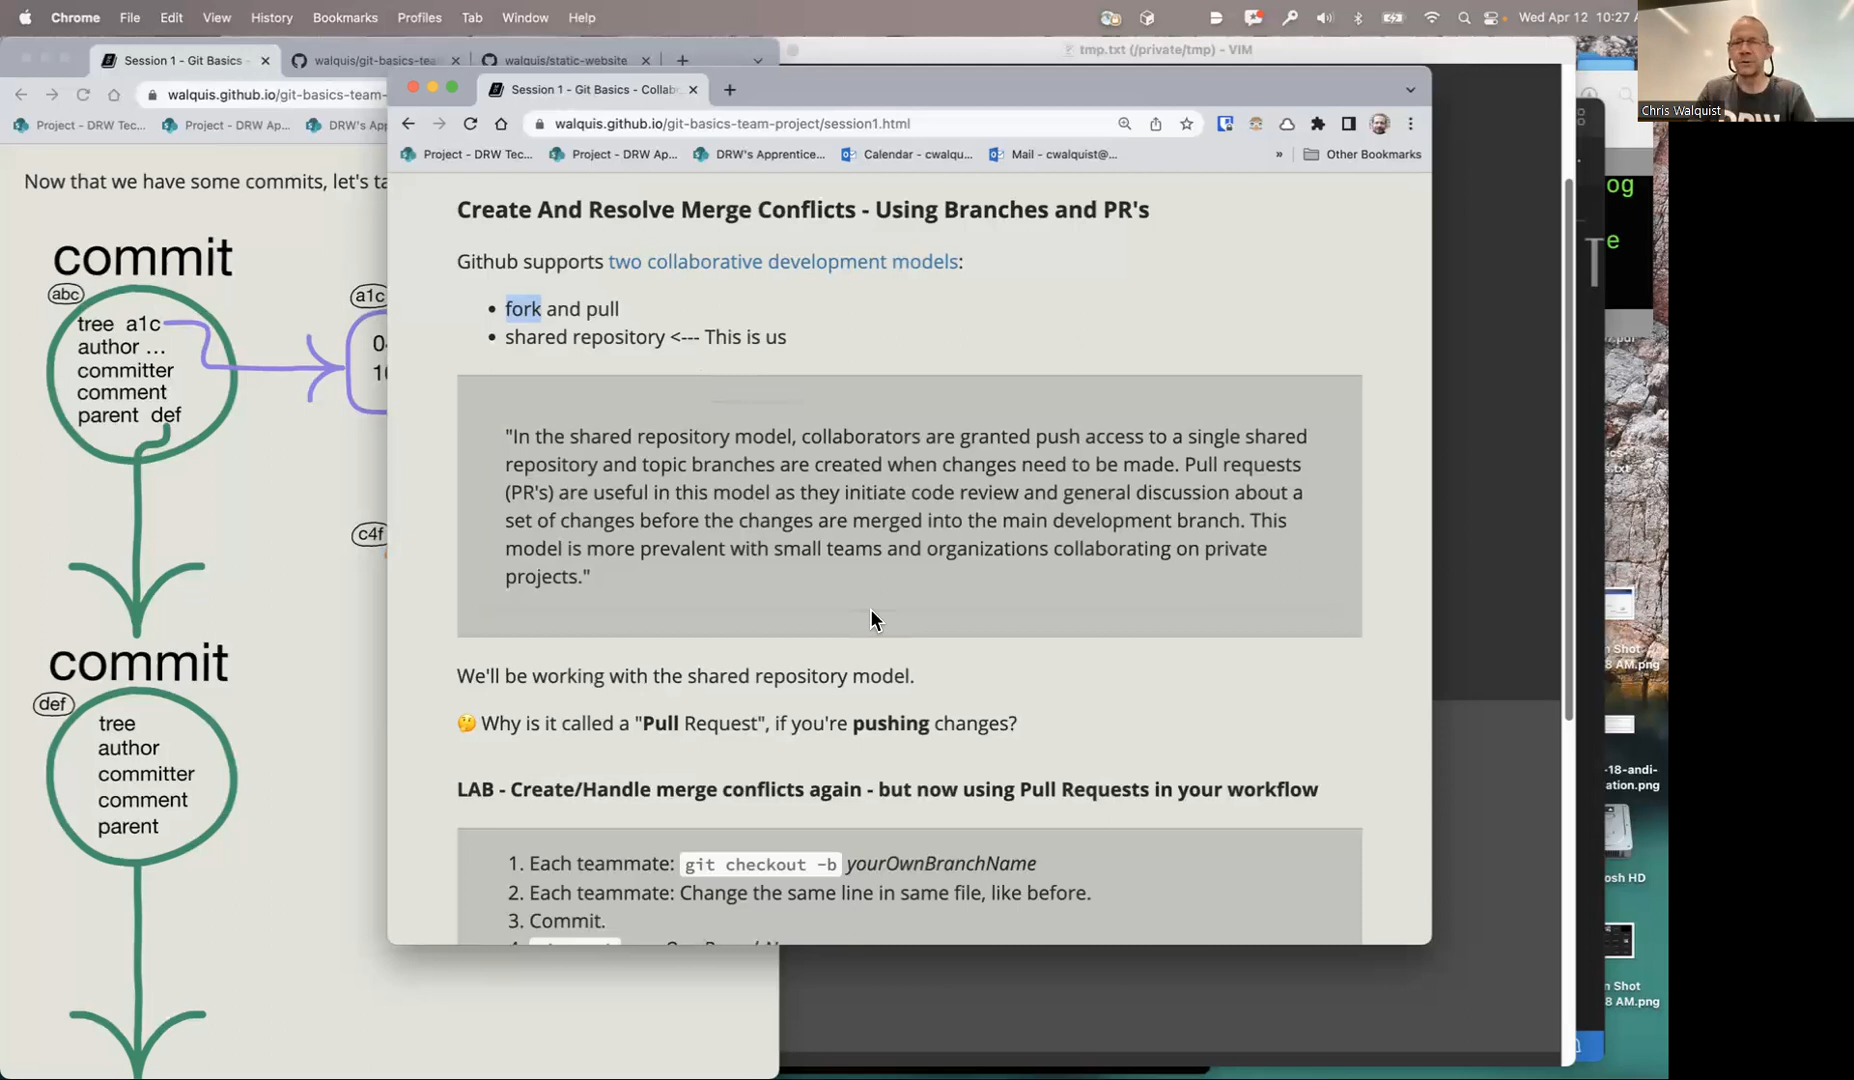 Chrome File Edit View History Bookmarks Profiles Tab Window Help
Wed Apr 12 10:27
Session 1 - Git Basics -
walquis/git-basics-tea
walquis/static-website
tmp.txt (/private/tmp) - VIM
Chris Walquist
walquis.github.io/git-basics-team-
Project - DRW Tec...
Project - DRW Ap...
DRW's Ap
Session 1 - Git Basics - Collab
walquis.github.io/git-basics-team-project/session1.html
Project - DRW Tec...
Project - DRW Ap...
DRW's Apprentice...
Calendar - cwalqu...
Mail - cwalquist@...
»
Other Bookmarks
Now that we have some commits, let's ta
commit
abc
tree a1c
author ...
committer
comment
parent def
a1c
c4f
commit
def
tree
author
committer
comment
parent
Create And Resolve Merge Conflicts - Using Branches and PR's
Github supports two collaborative development models:
• fork and pull
• shared repository <--- This is us
"In the shared repository model, collaborators are granted push access to a single shared
repository and topic branches are created when changes need to be made. Pull requests
(PR's) are useful in this model as they initiate code review and general discussion about a
set of changes before the changes are merged into the main development branch. This
model is more prevalent with small teams and organizations collaborating on private
projects."
We'll be working with the shared repository model.
🤔 Why is it called a "Pull Request", if you're pushing changes?
LAB - Create/Handle merge conflicts again - but now using Pull Requests in your workflow
1. Each teammate: git checkout -b yourOwnBranchName
2. Each teammate: Change the same line in same file, like before.
3. Commit.
og
e
n Shot
8 AM.png
-18-andi-
ation.png
osh HD
n Shot
8 AM.png